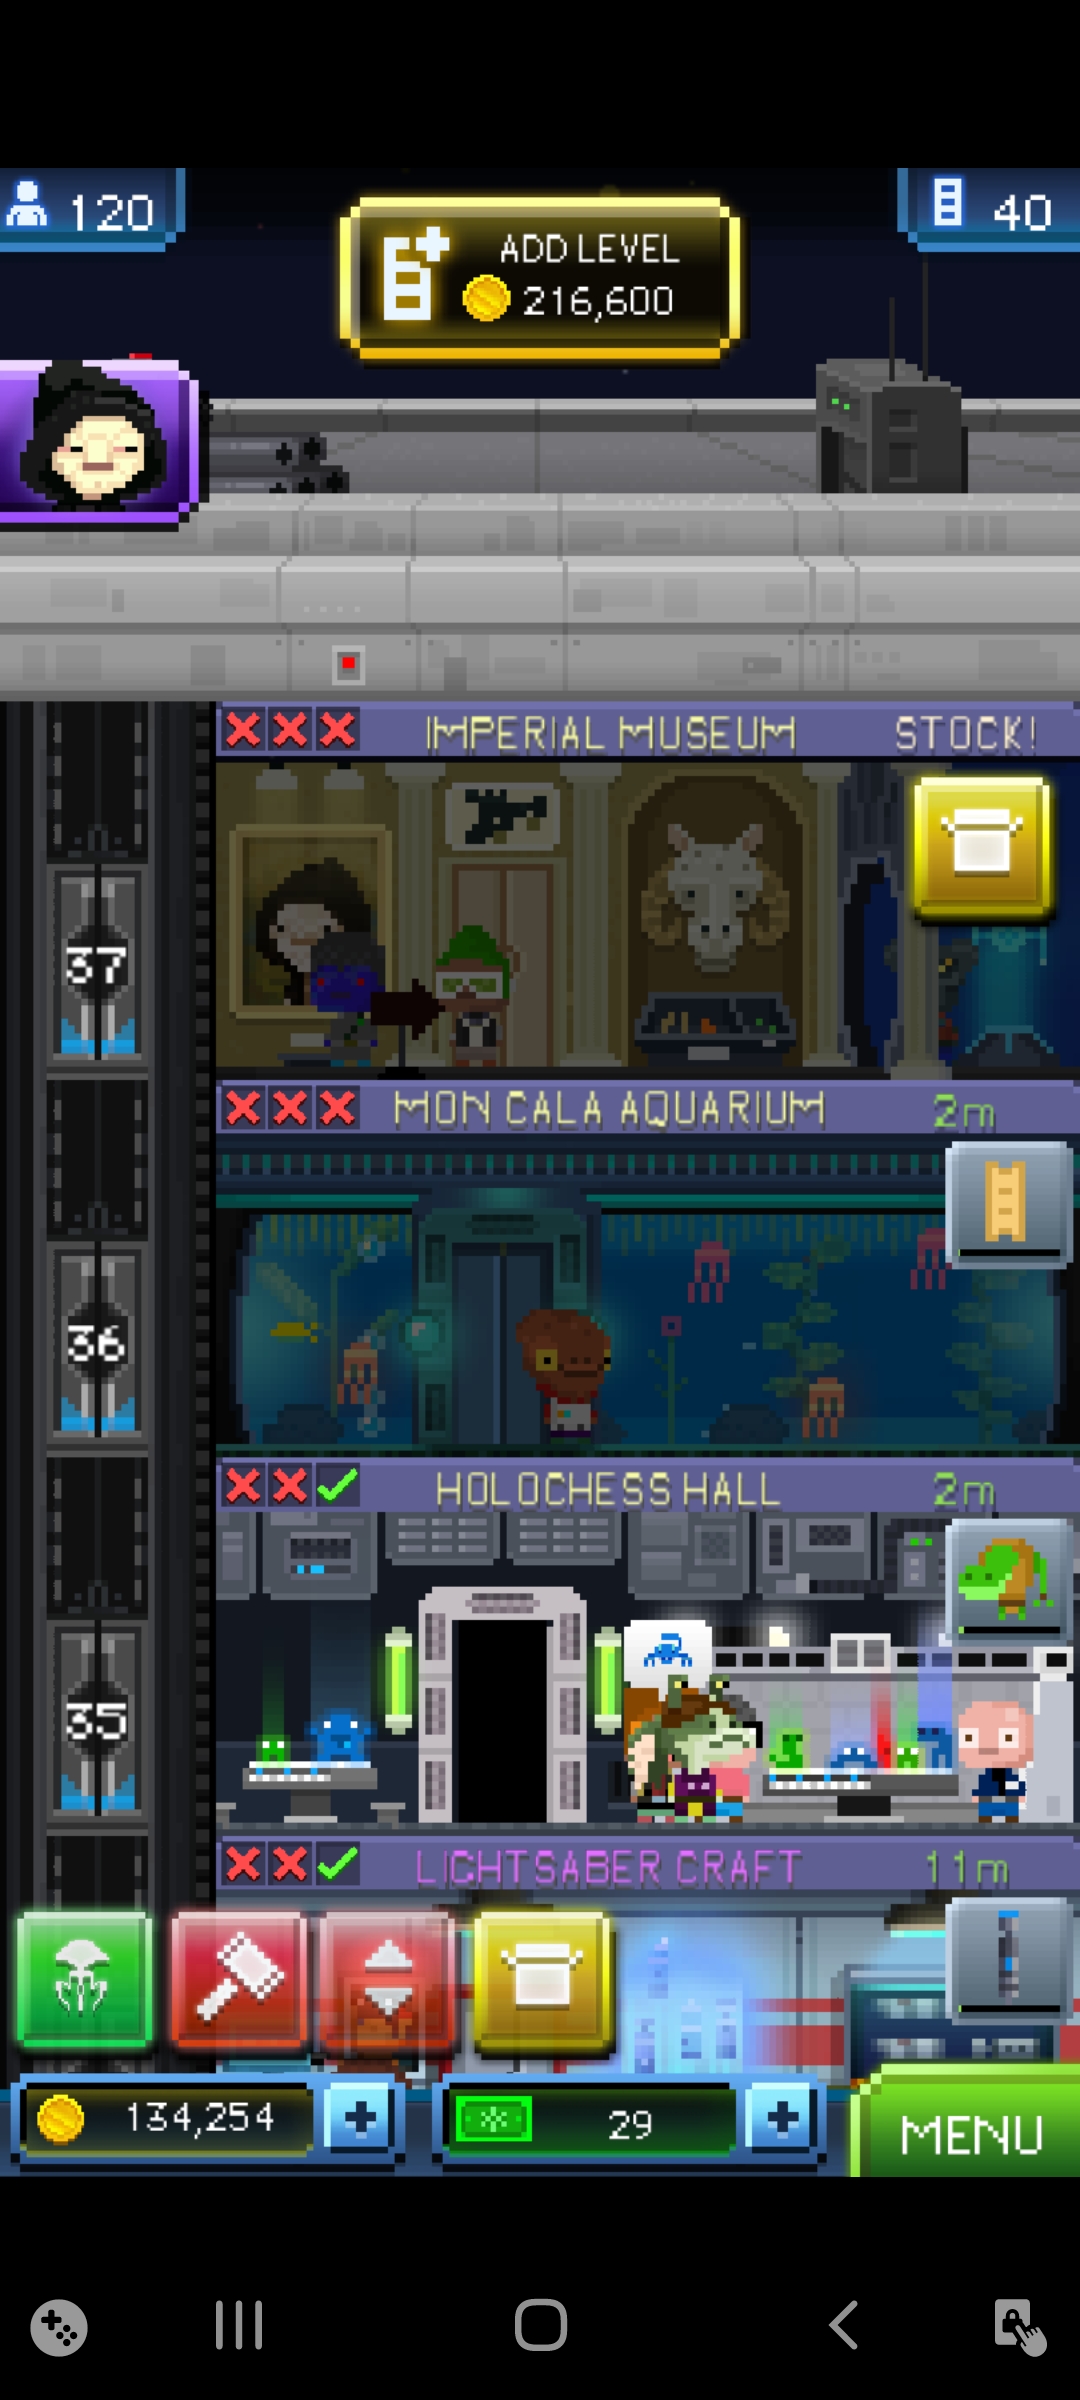 120
ADD LEVEL
216,600
40
IMPERIAL MUSEUM STOCK!
37
MON CALA AQUARIUM 2m
36
HOLOCHESS HALL 2m
35
LIGHTSABER CRAFT 11m
134,254
29
MENU